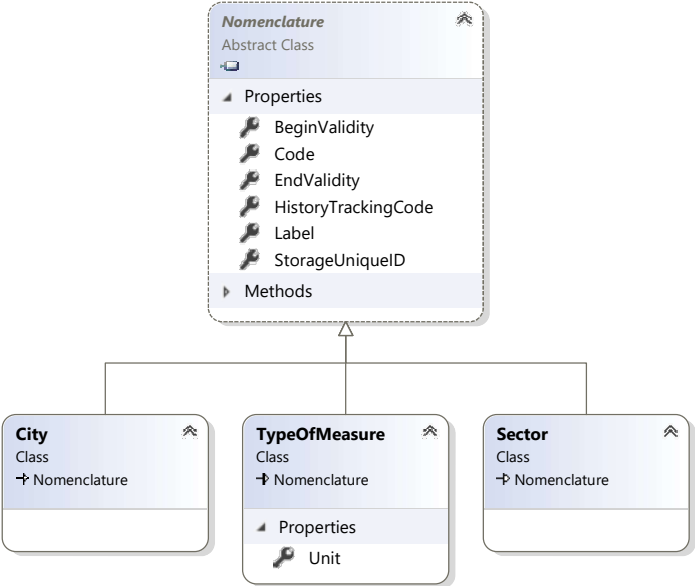 Nomenclature
Abstract Class
Properties
BeginValidity
Code
EndValidity
HistoryTrackingCode
Label
StorageUniqueID
Methods
City
Class
Nomenclature
TypeOfMeasure
Class
Nomenclature
Properties
Unit
Sector
Class
Nomenclature